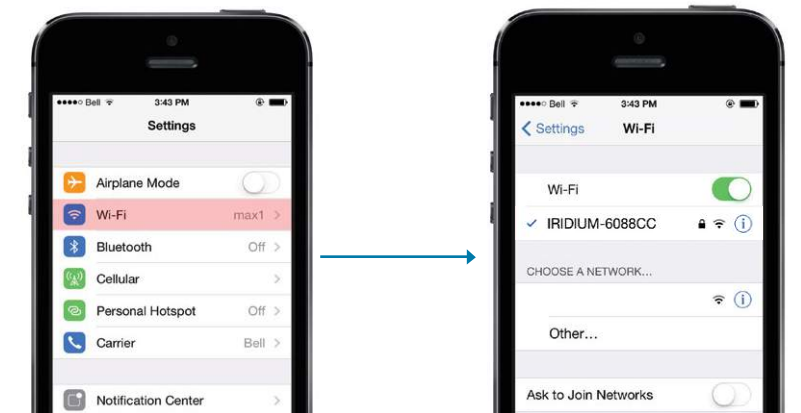 Bell 3:43 PM
Settings
Airplane Mode
Wi-Fi max1
Bluetooth Off
Cellular
Personal Hotspot Off
Carrier Bell
Notification Center
Bell 3:43 PM
Settings Wi-Fi
Wi-Fi
IRIDIUM-6088CC
CHOOSE A NETWORK...
Other...
Ask to Join Networks